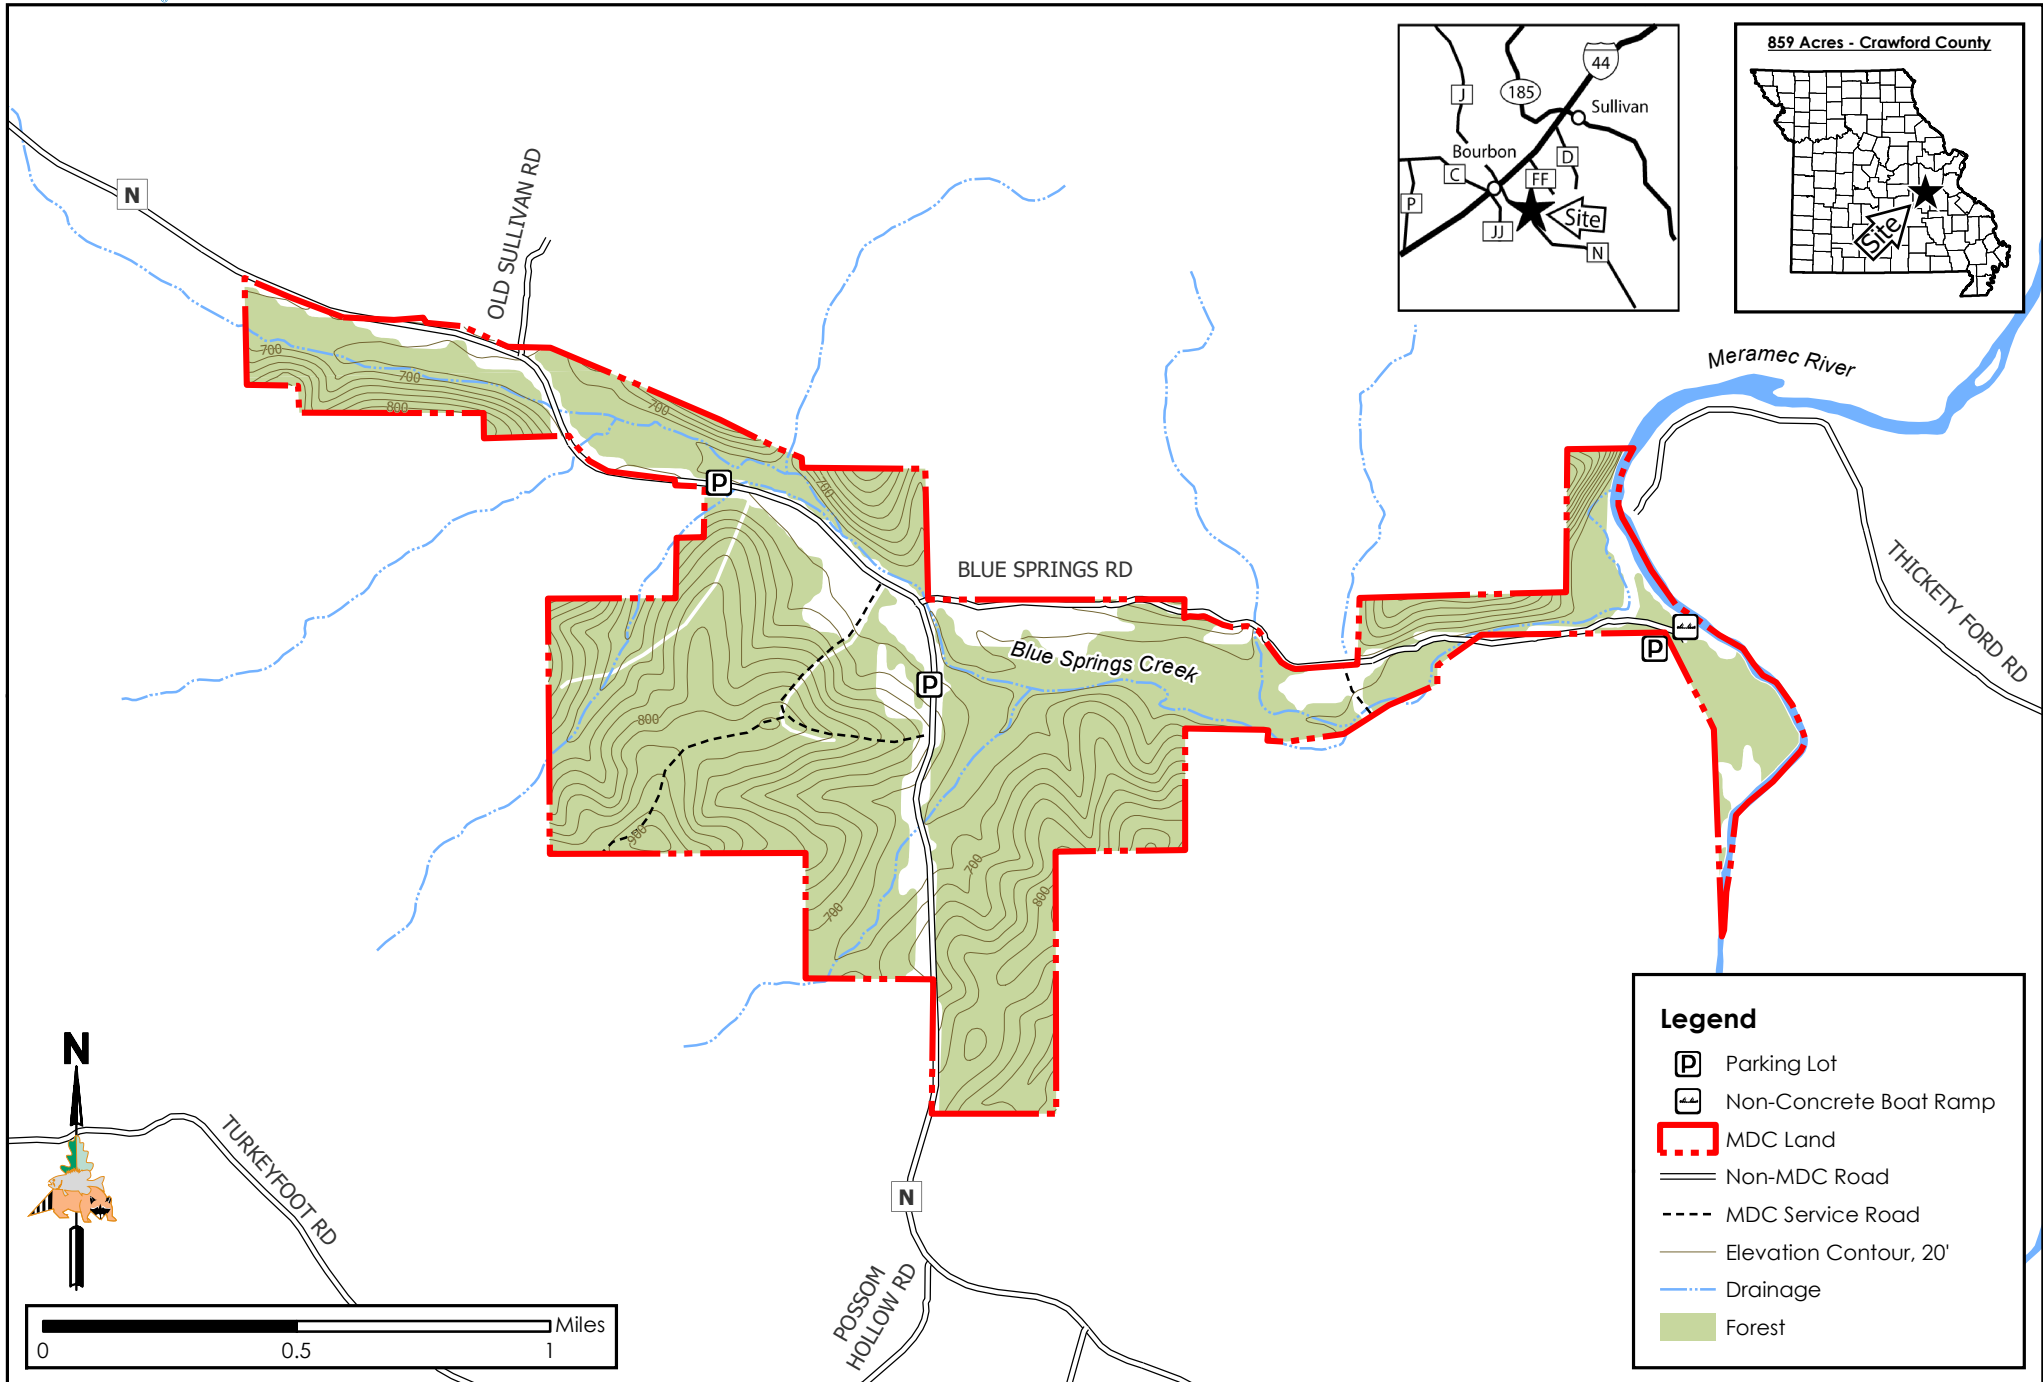 859 Acres - Crawford County
44
185
J
Sullivan
Bourbon
D
C
FF
P
Site
JJ
N
Site
N
OLD SULLIVAN RD
Meramec River
700
700
800
700
700
P
BLUE SPRINGS RD
THICKETY FORD RD
Blue Springs Creek
P
P
800
900
700
700
800
N
TURKEYFOOT RD
N
POSSOM
HOLLOW RD
Miles
0
0.5
1
Legend
P
Parking Lot
Non-Concrete Boat Ramp
MDC Land
Non-MDC Road
MDC Service Road
Elevation Contour, 20'
Drainage
Forest